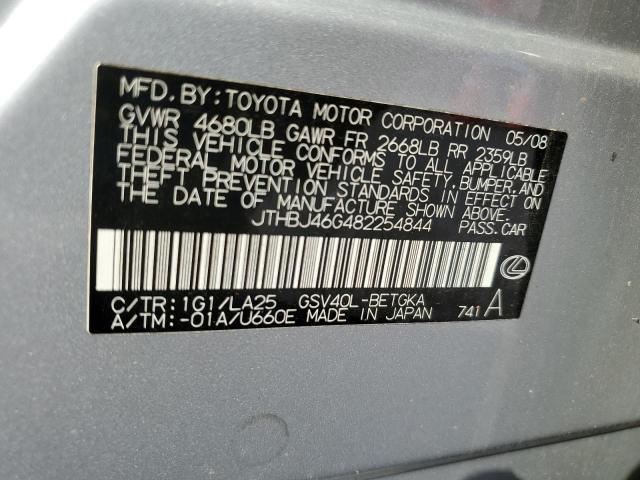 MFD. BY: TOYOTA MOTOR CORPORATION 05/08
GVWR 4680LB GAWR FR 2668LB RR 2359LB
THIS VEHICLE CONFORMS TO ALL APPLICABLE
FEDERAL MOTOR VEHICLE SAFETY, BUMPER, AND
THEFT PREVENTION STANDARDS IN EFFECT ON
THE DATE OF MANUFACTURE SHOWN ABOVE.
JTHBJ46G482254844 PASS. CAR
C/TR: 1G1/LA25 GSV40L-BETGKA
A/TM: -01A/U660E MADE IN JAPAN 741 A